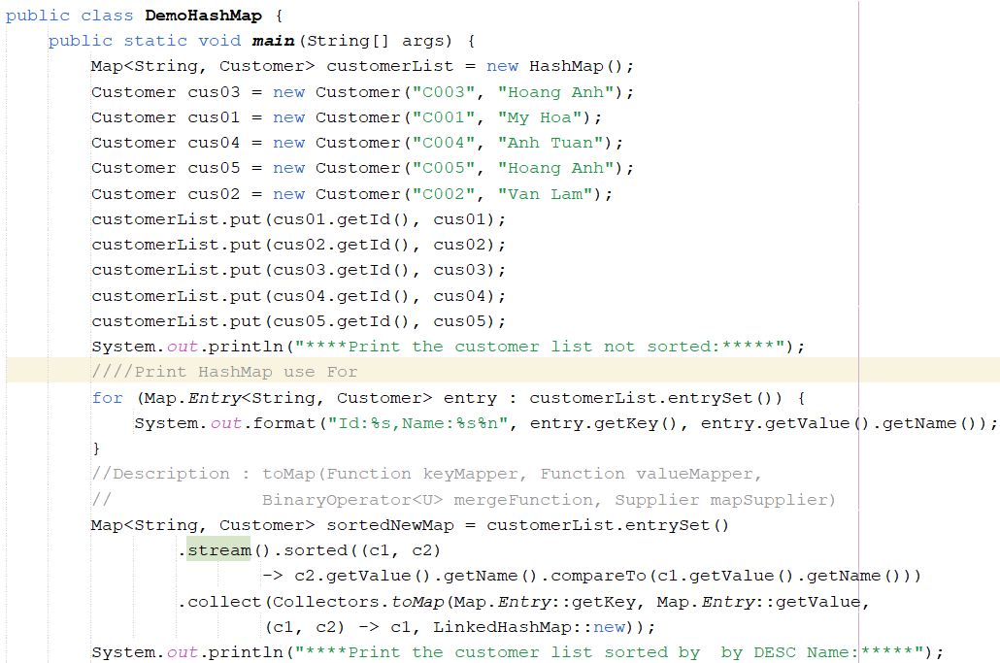 public class DemoHashMap {
public static void main(String[] args) {
Map<String, Customer> customerList = new HashMap();
Customer cus03 = new Customer("C003", "Hoang Anh");
Customer cus01 = new Customer("C001", "My Hoa");
Customer cus04 = new Customer("C004", "Anh Tuan");
Customer cus05 = new Customer("C005", "Hoang Anh");
Customer cus02 = new Customer("C002", "Van Lam");
customerList.put(cus01.getId(), cus01);
customerList.put(cus02.getId(), cus02);
customerList.put(cus03.getId(), cus03);
customerList.put(cus04.getId(), cus04);
customerList.put(cus05.getId(), cus05);
System.out.println("****Print the customer list not sorted:*****");
////Print HashMap use For
for (Map.Entry<String, Customer> entry : customerList.entrySet()) {
System.out.format("Id:%s,Name:%s%n", entry.getKey(), entry.getValue().getName());
}
//Description : toMap(Function keyMapper, Function valueMapper,
// BinaryOperator<U> mergeFunction, Supplier mapSupplier)
Map<String, Customer> sortedNewMap = customerList.entrySet()
.stream().sorted((c1, c2)
-> c2.getValue().getName().compareTo(c1.getValue().getName()))
.collect(Collectors.toMap(Map.Entry::getKey, Map.Entry::getValue,
(c1, c2) -> c1, LinkedHashMap::new));
System.out.println("****Print the customer list sorted by  by DESC Name:*****");